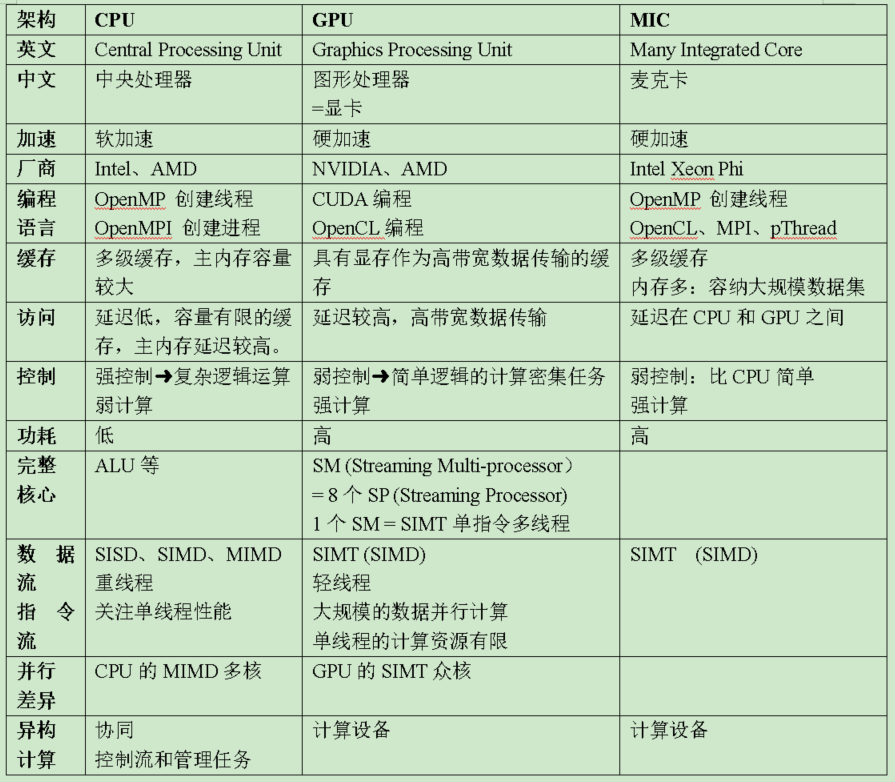 架构 CPU GPU MIC
英文 Central Processing Unit Graphics Processing Unit Many Integrated Core
中文 中央处理器 图形处理器 麦克卡
=显卡
加速 软加速 硬加速 硬加速
厂商 Intel、AMD NVIDIA、AMD Intel Xeon Phi
编程 OpenMP 创建线程 CUDA 编程 OpenMP 创建线程
语言 OpenMPI 创建进程 OpenCL 编程 OpenCL、MPI、pThread
缓存 多级缓存，主内存容量 具有显存作为高带宽数据传输的缓 多级缓存
较大 存 内存多：容纳大规模数据集
访问 延迟低，容量有限的缓 延迟较高，高带宽数据传输 延迟在 CPU 和 GPU 之间
存，主内存延迟较高。
控制 强控制➜复杂逻辑运算 弱控制➜简单逻辑的计算密集任务 弱控制：比 CPU 简单
弱计算 强计算 强计算
功耗 低 高 高
完整 ALU 等 SM (Streaming Multi-processor）
核心 = 8 个 SP (Streaming Processor)
1 个 SM = SIMT 单指令多线程
数 据 SISD、SIMD、MIMD SIMT (SIMD) SIMT (SIMD)
流 重线程 轻线程
指 令 关注单线程性能 大规模的数据并行计算
流 单线程的计算资源有限
并行 CPU 的 MIMD 多核 GPU 的 SIMT 众核
差异
异构 协同 计算设备 计算设备
计算 控制流和管理任务